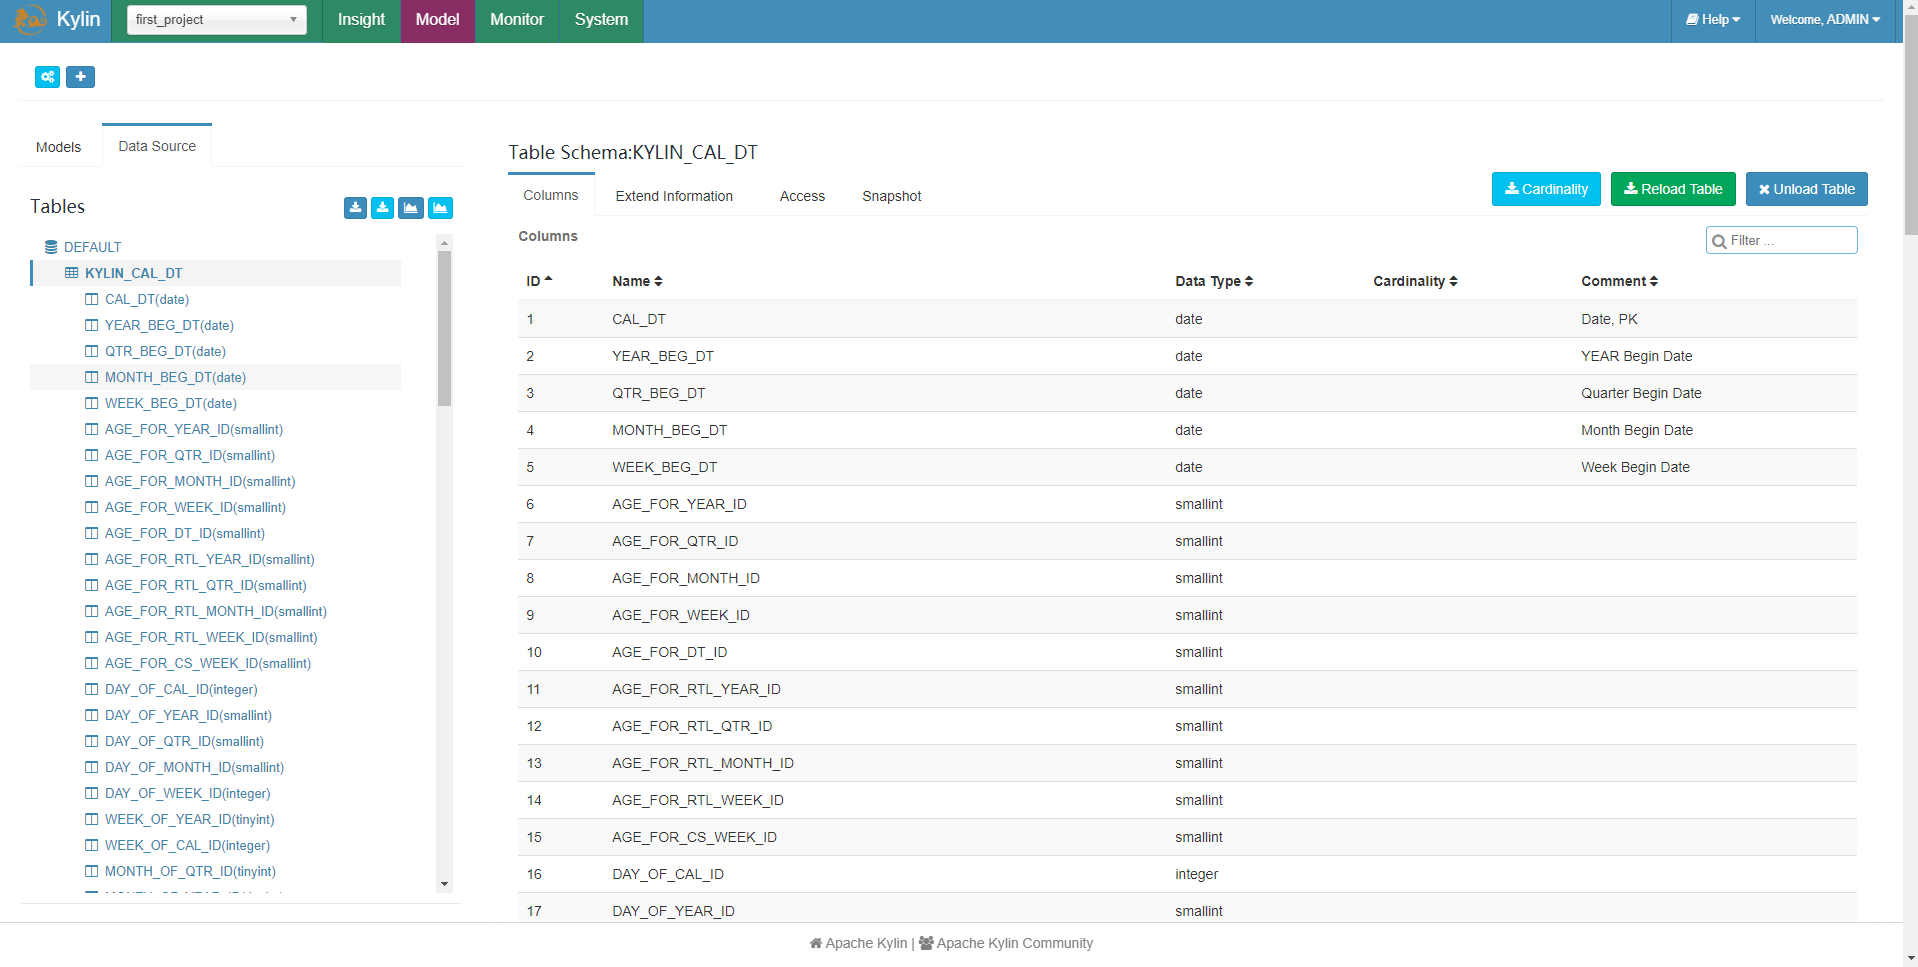 Kylin
first_project
Insight
Model
Monitor
System
Help
Welcome, ADMIN
Models
Data Source
Tables
DEFAULT
KYLIN_CAL_DT
CAL_DT(date)
YEAR_BEG_DT(date)
QTR_BEG_DT(date)
MONTH_BEG_DT(date)
WEEK_BEG_DT(date)
AGE_FOR_YEAR_ID(smallint)
AGE_FOR_QTR_ID(smallint)
AGE_FOR_MONTH_ID(smallint)
AGE_FOR_WEEK_ID(smallint)
AGE_FOR_DT_ID(smallint)
AGE_FOR_RTL_YEAR_ID(smallint)
AGE_FOR_RTL_QTR_ID(smallint)
AGE_FOR_RTL_MONTH_ID(smallint)
AGE_FOR_RTL_WEEK_ID(smallint)
AGE_FOR_CS_WEEK_ID(smallint)
DAY_OF_CAL_ID(integer)
DAY_OF_YEAR_ID(smallint)
DAY_OF_QTR_ID(smallint)
DAY_OF_MONTH_ID(smallint)
DAY_OF_WEEK_ID(integer)
WEEK_OF_YEAR_ID(tinyint)
WEEK_OF_CAL_ID(integer)
MONTH_OF_QTR_ID(tinyint)
Table Schema:KYLIN_CAL_DT
Columns
Extend Information
Access
Snapshot
Cardinality
Reload Table
Unload Table
Columns
Filter ...
ID Name Data Type Cardinality Comment
1 CAL_DT date Date, PK
2 YEAR_BEG_DT date YEAR Begin Date
3 QTR_BEG_DT date Quarter Begin Date
4 MONTH_BEG_DT date Month Begin Date
5 WEEK_BEG_DT date Week Begin Date
6 AGE_FOR_YEAR_ID smallint
7 AGE_FOR_QTR_ID smallint
8 AGE_FOR_MONTH_ID smallint
9 AGE_FOR_WEEK_ID smallint
10 AGE_FOR_DT_ID smallint
11 AGE_FOR_RTL_YEAR_ID smallint
12 AGE_FOR_RTL_QTR_ID smallint
13 AGE_FOR_RTL_MONTH_ID smallint
14 AGE_FOR_RTL_WEEK_ID smallint
15 AGE_FOR_CS_WEEK_ID smallint
16 DAY_OF_CAL_ID integer
17 DAY_OF_YEAR_ID smallint
Apache Kylin | Apache Kylin Community